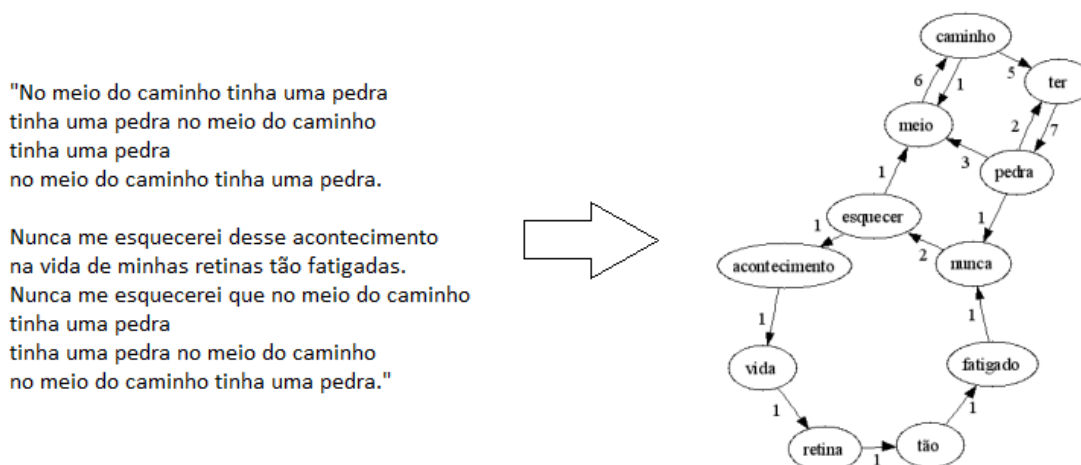 "No meio do caminho tinha uma pedra
tinha uma pedra no meio do caminho
tinha uma pedra
no meio do caminho tinha uma pedra.
Nunca me esquecerei desse acontecimento
na vida de minhas retinas tão fatigadas.
Nunca me esquecerei que no meio do caminho
tinha uma pedra
tinha uma pedra no meio do caminho
no meio do caminho tinha uma pedra."
caminho
5
ter
6
1
meio
2
7
3
pedra
1
esquecer
1
1
acontecimento
2
nunca
1
1
vida
fatigado
1
1
retina
1
tão